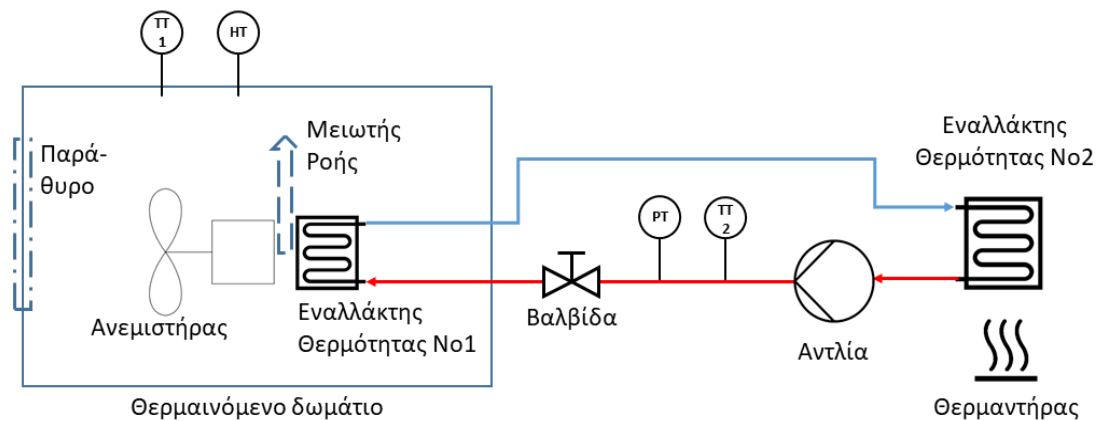 TT
1
HT
Παρά-
θυρο
Μειωτής
Ροής
Ανεμιστήρας
Εναλλάκτης
Θερμότητας Νο1
Θερμαινόμενο δωμάτιο
PT
TT
2
Βαλβίδα
Αντλία
Εναλλάκτης
Θερμότητας Νο2
Θερμαντήρας